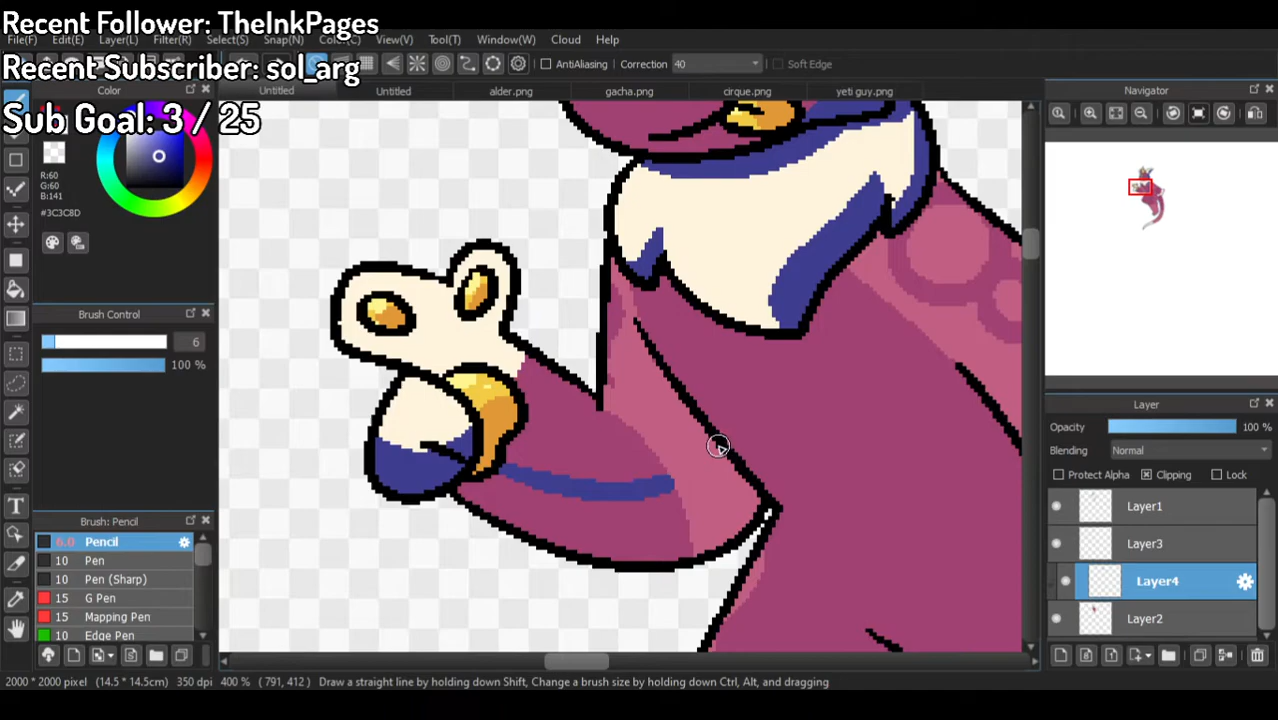 Recent Follower: TheInkPages
File(F) Edit(E) Layer(L) Filter(R) Select(S) Snap(N) Color(C) View(V) Tool(T) Window(W) Cloud Help
Recent Subscriber: sol_arg
AntiAliasing Correction 40 Soft Edge
Color Untitled Untitled alder.png gacha.png cirque.png yeti guy.png Navigator
Sub Goal: 3 / 25
R:60
G:60
B:141
#3C3C8D
Brush Control
6
100 %
Layer
Opacity 100 %
Blending Normal
Protect Alpha Clipping Lock
Layer1
Layer3
Layer4
Layer2
Brush: Pencil
6.0 Pencil
10 Pen
10 Pen (Sharp)
15 G Pen
15 Mapping Pen
10 Edge Pen
2000 * 2000 pixel (14.5 * 14.5cm) 350 dpi 400 % ( 791, 412 ) Draw a straight line by holding down Shift, Change a brush size by holding down Ctrl, Alt, and dragging